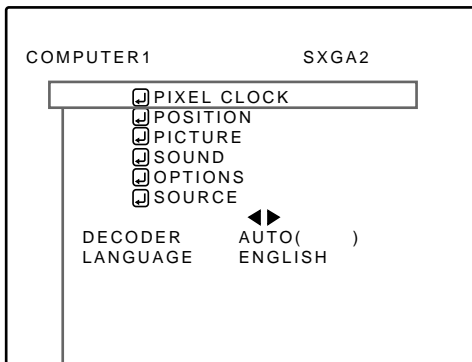 COMPUTER1 SXGA2
PIXEL CLOCK
POSITION
PICTURE
SOUND
OPTIONS
SOURCE
DECODER AUTO( )
LANGUAGE ENGLISH